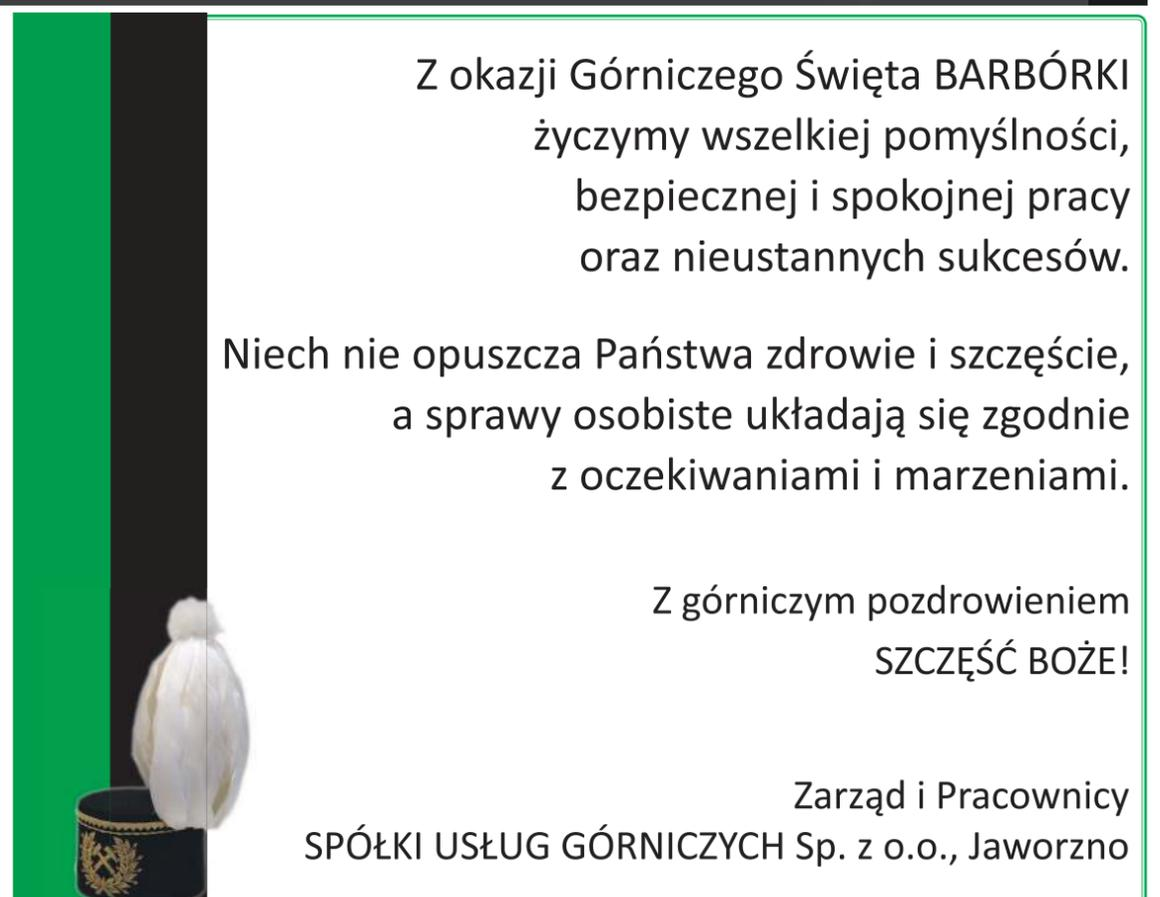 Z okazji Górniczego Święta BARBÓRKI
życzymy wszelkiej pomyślności,
bezpiecznej i spokojnej pracy
oraz nieustannych sukcesów.
Niech nie opuszcza Państwa zdrowie i szczęście,
a sprawy osobiste układają się zgodnie
z oczekiwaniami i marzeniami.
Z górniczym pozdrowieniem
SZCZĘŚĆ BOŻE!
Zarząd i Pracownicy
SPÓŁKI USŁUG GÓRNICZYCH Sp. z o.o., Jaworzno